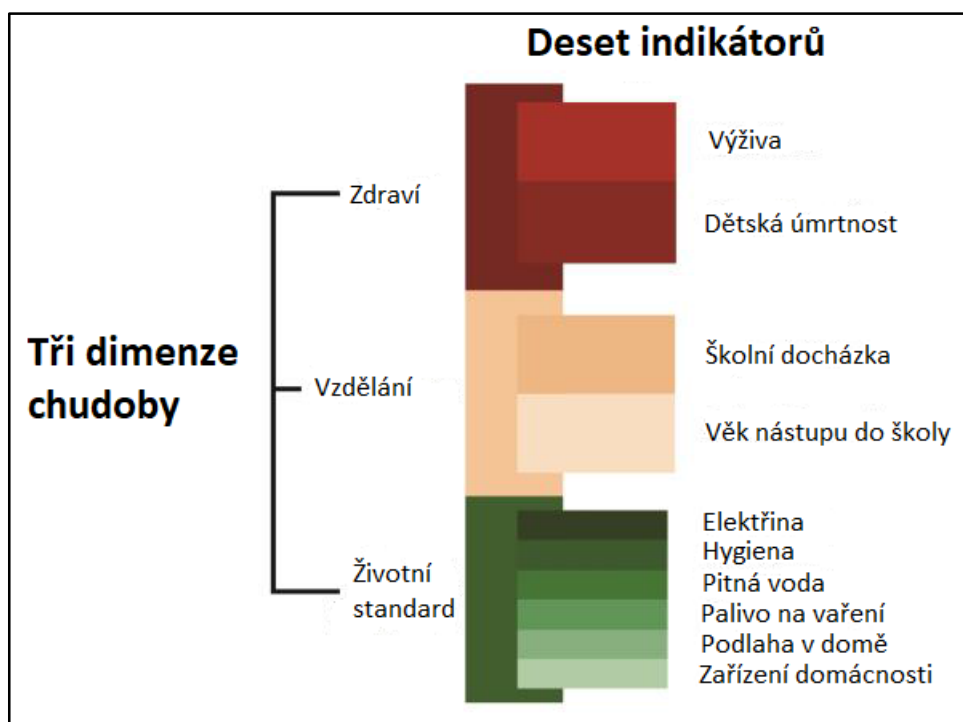 Deset indikátorů
Výživa
Zdraví
Dětská úmrtnost
Tři dimenze
chudoby
Školní docházka
Vzdělání
Věk nástupu do školy
Elektřina
Hygiena
Životní
standard
Pitná voda
Palivo na vaření
Podlaha v domě
Zařízení domácnosti